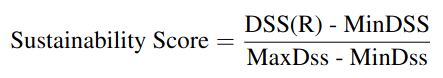 Sustainability Score = DSS(R) - MinDSS
MaxDss - MinDss